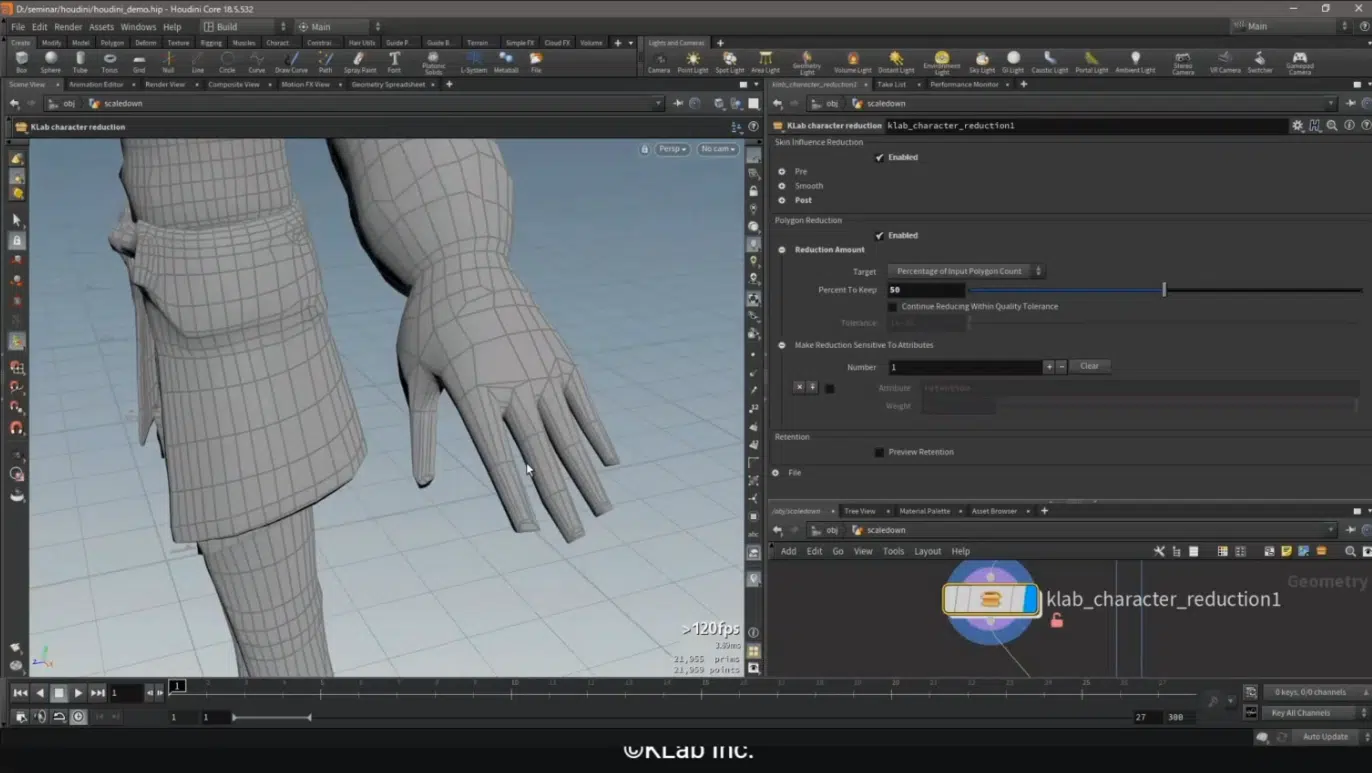 D:/seminar/houdini/houdini_demo.hip - Houdini Core 18.5.532
File Edit Render Assets Windows Help Build Main Main
Create Modify Model Polygon Deform Texture Rigging Muscles Charact... Constrai... Hair Utils Guide P... Guide B... Terrain... Simple FX Cloud FX Volume Lights and Cameras
Box Sphere Tube Torus Grid Null Line Circle Curve Draw Curve Path Spray Paint Font Platonic Solids L-System Metaball File Camera Point Light Spot Light Area Light Geometry Light Volume Light Distant Light Environment Light Sky Light GI Light Caustic Light Portal Light Ambient Light Stereo Camera VR Camera Switcher Gamepad Camera
Scene View Animation Editor Render View Composite View Motion FX View Geometry Spreadsheet
klab_character_reduction1 Take List Performance Monitor
obj scaledown
obj scaledown
KLab character reduction
KLab character reduction klab_character_reduction1
Persp No cam
Skin Influence Reduction
Enabled
Pre
Smooth
Post
Polygon Reduction
Enabled
Reduction Amount
Target Percentage of Input Polygon Count
Percent To Keep 50
Continue Reducing Within Quality Tolerance
Tolerance
Make Reduction Sensitive To Attributes
Number 1 Clear
Attribute retention
Weight
Retention
Preview Retention
File
/obj/scaledown Tree View Material Palette Asset Browser
obj scaledown
Add Edit Go View Tools Layout Help
Geometry
klab_character_reduction1
>120fps
21,955 prims
21,959 points
1 1
0 keys, 0/0 channels
1 1 27 300 Key All Channels
Auto Update
©KLab Inc.